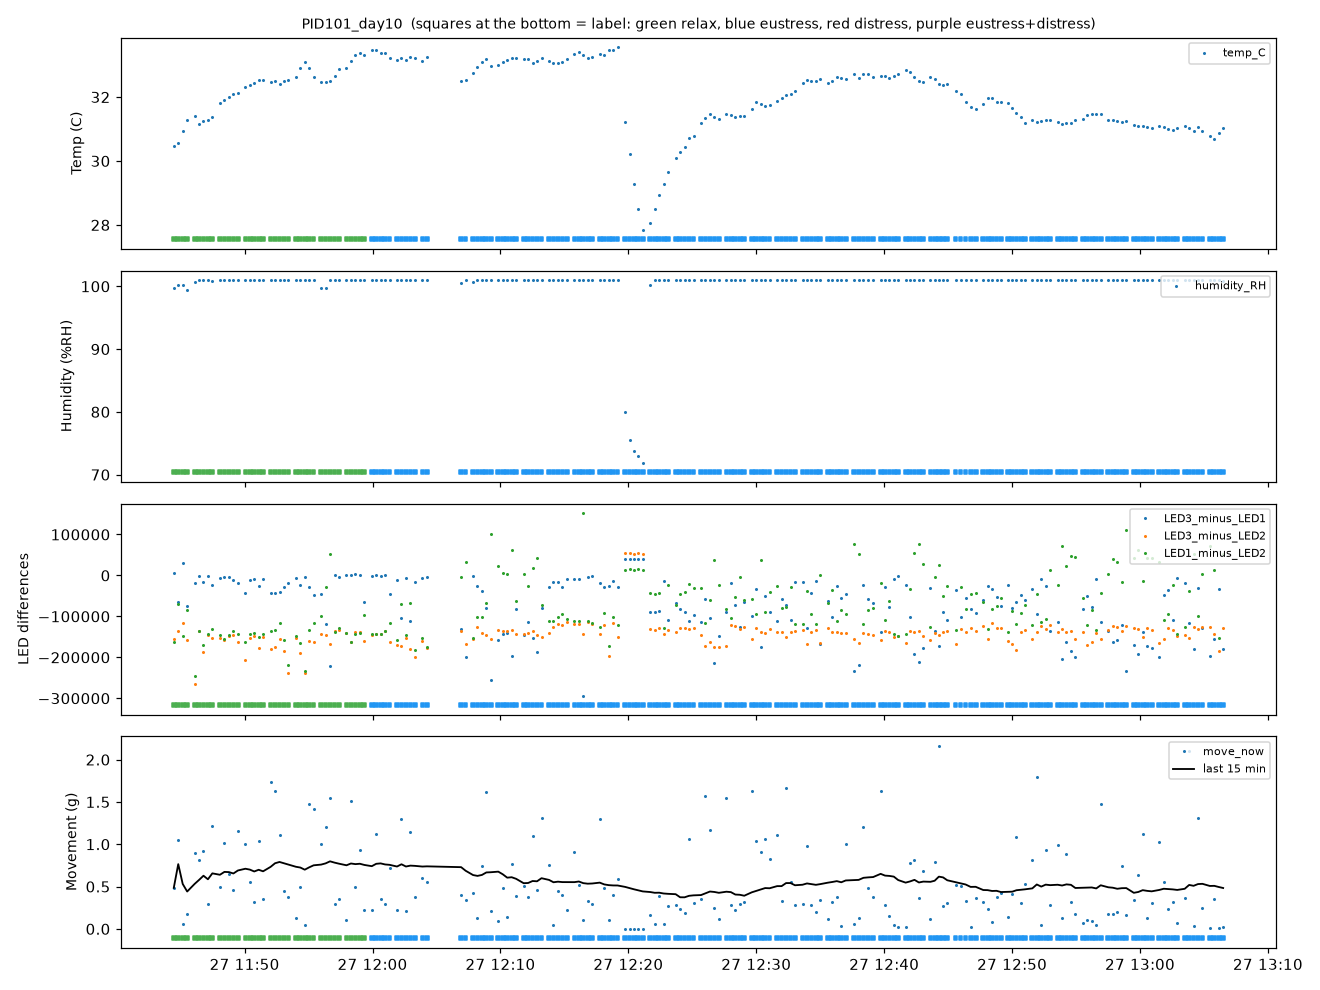 PID101_day10  (squares at the bottom = label: green relax, blue eustress, red distress, purple eustress+distress)
Temp (C)
32
30
28
temp_C
Humidity (%RH)
100
90
80
70
humidity_RH
LED differences
100000
0
−100000
−200000
−300000
LED3_minus_LED1
LED3_minus_LED2
LED1_minus_LED2
Movement (g)
2.0
1.5
1.0
0.5
0.0
move_now
last 15 min
27 11:50
27 12:00
27 12:10
27 12:20
27 12:30
27 12:40
27 12:50
27 13:00
27 13:10